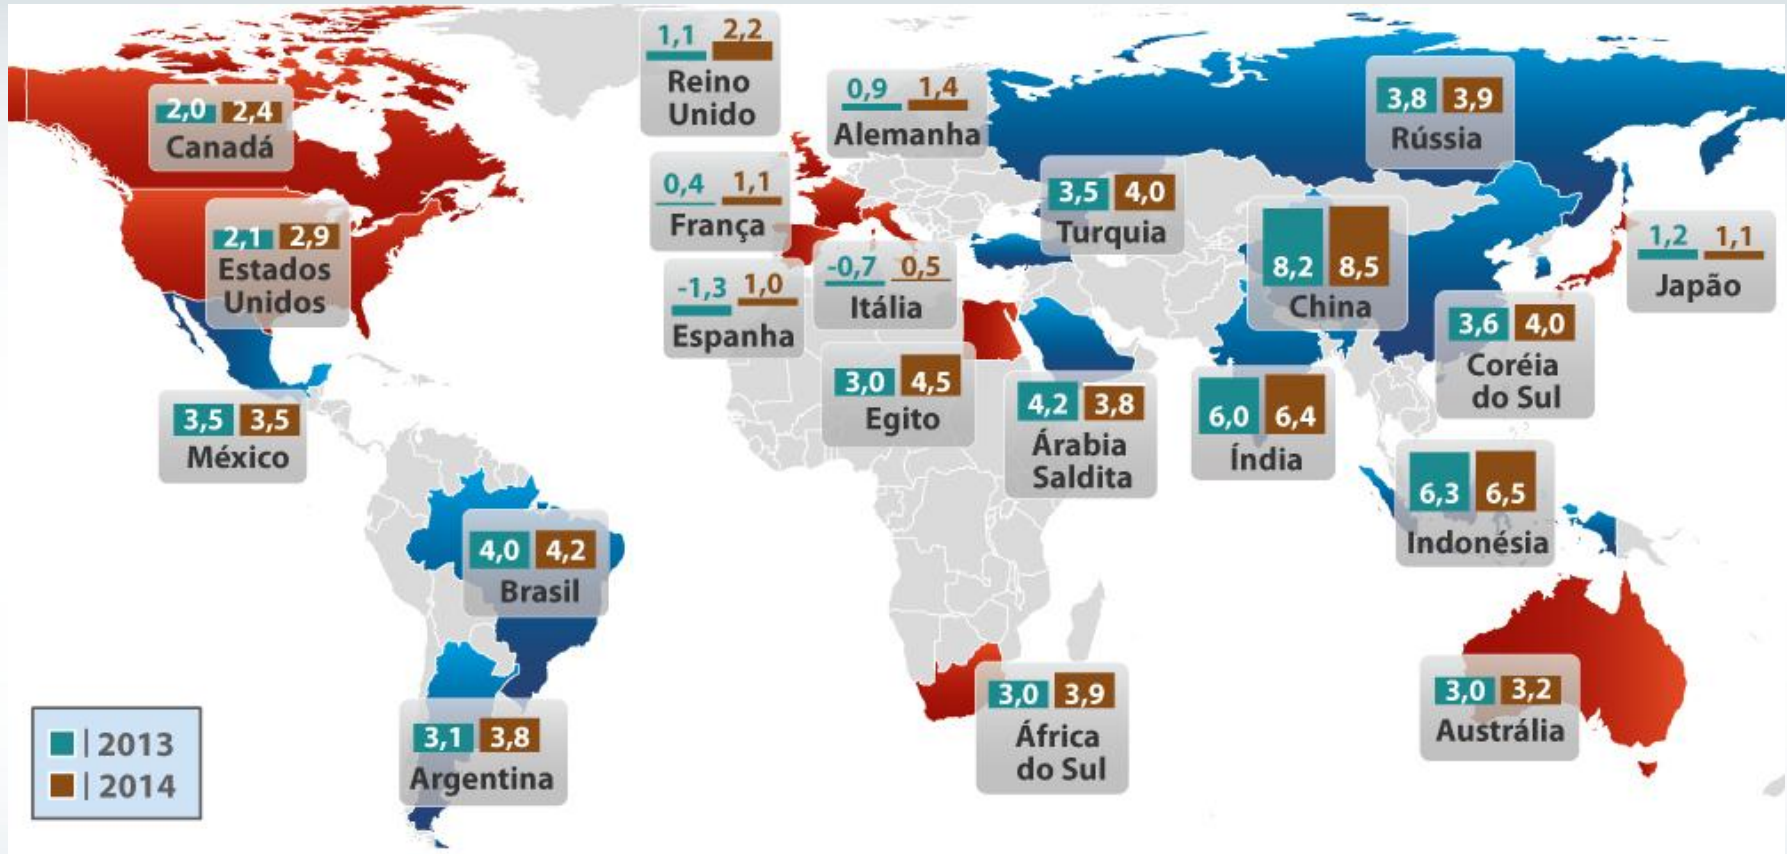 2,0 2,4
Canadá
2,1 2,9
Estados
Unidos
3,5 3,5
México
4,0 4,2
Brasil
3,1 3,8
Argentina
1,1 2,2
Reino
Unido
0,9 1,4
Alemanha
0,4 1,1
França
-1,3 1,0
Espanha
-0,7 0,5
Itália
3,0 4,5
Egito
3,0 3,9
África
do Sul
4,2 3,8
Árabia
Saldita
3,5 4,0
Turquia
3,8 3,9
Rússia
8,2 8,5
China
6,0 6,4
Índia
3,6 4,0
Coréia
do Sul
1,2 1,1
Japão
6,3 6,5
Indonésia
3,0 3,2
Austrália
| 2013
| 2014